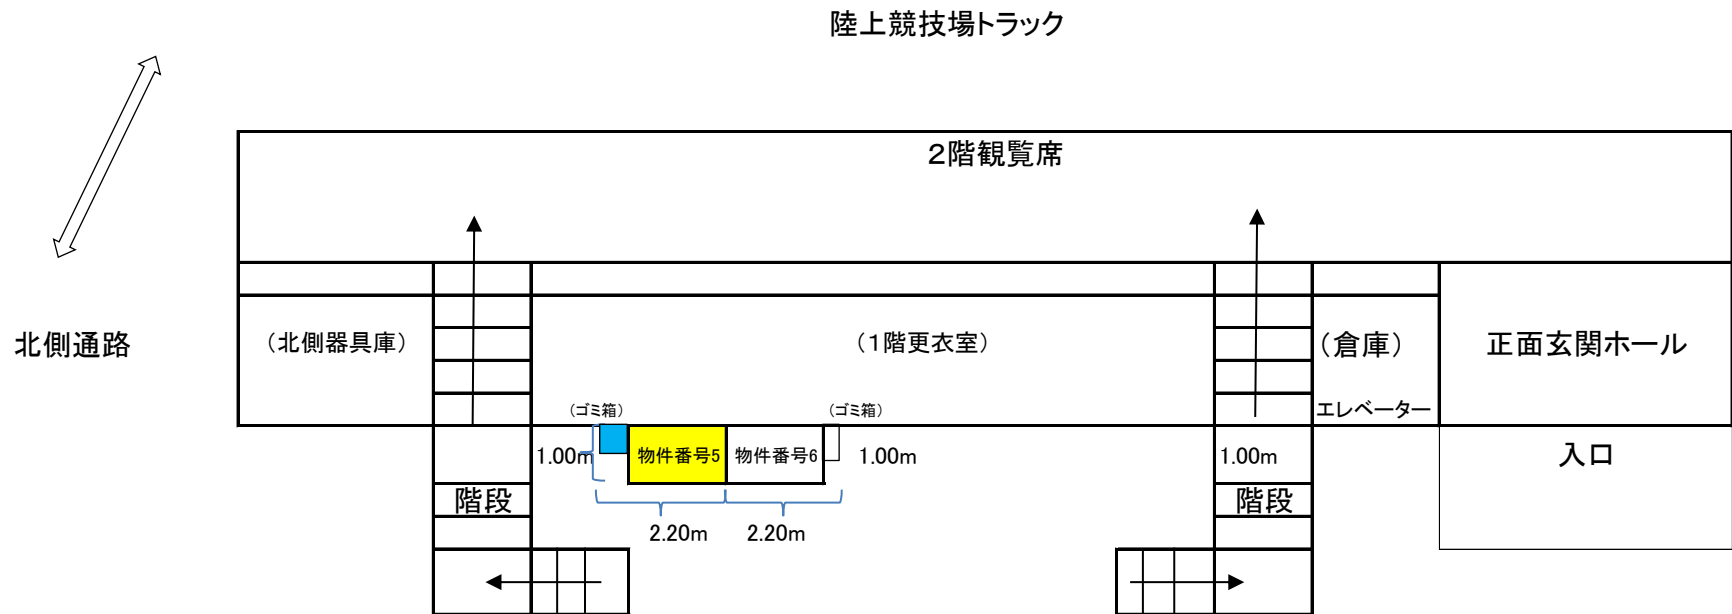 陸上競技場トラック
2階観覧席
北側通路
（北側器具庫）
（1階更衣室）
（倉庫）
正面玄関ホール
（ゴミ箱）
（ゴミ箱）
エレベーター
1.00m
物件番号5
物件番号6
1.00m
1.00m
入口
階段
階段
2.20m
2.20m